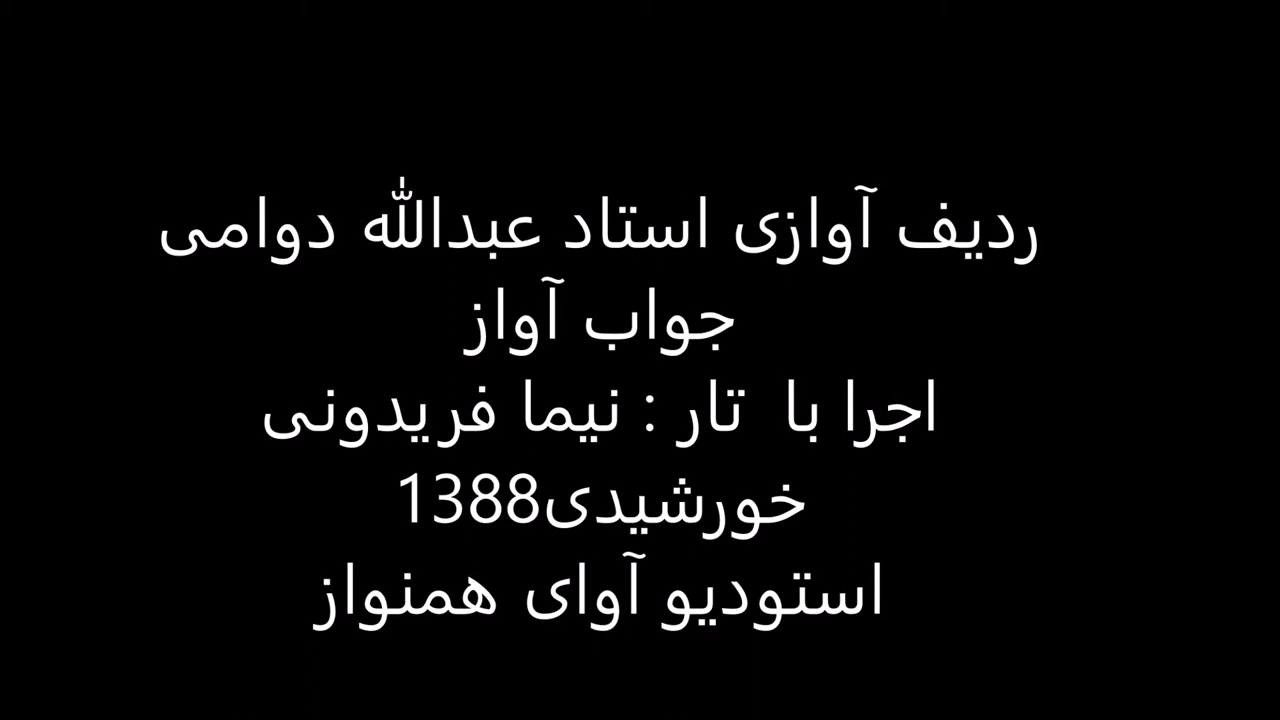 ردیف آوازی استاد عبدالله دوامی
جواب آواز
اجرا با تار : نیما فریدونی
خورشیدی1388
استودیو آوای همنواز